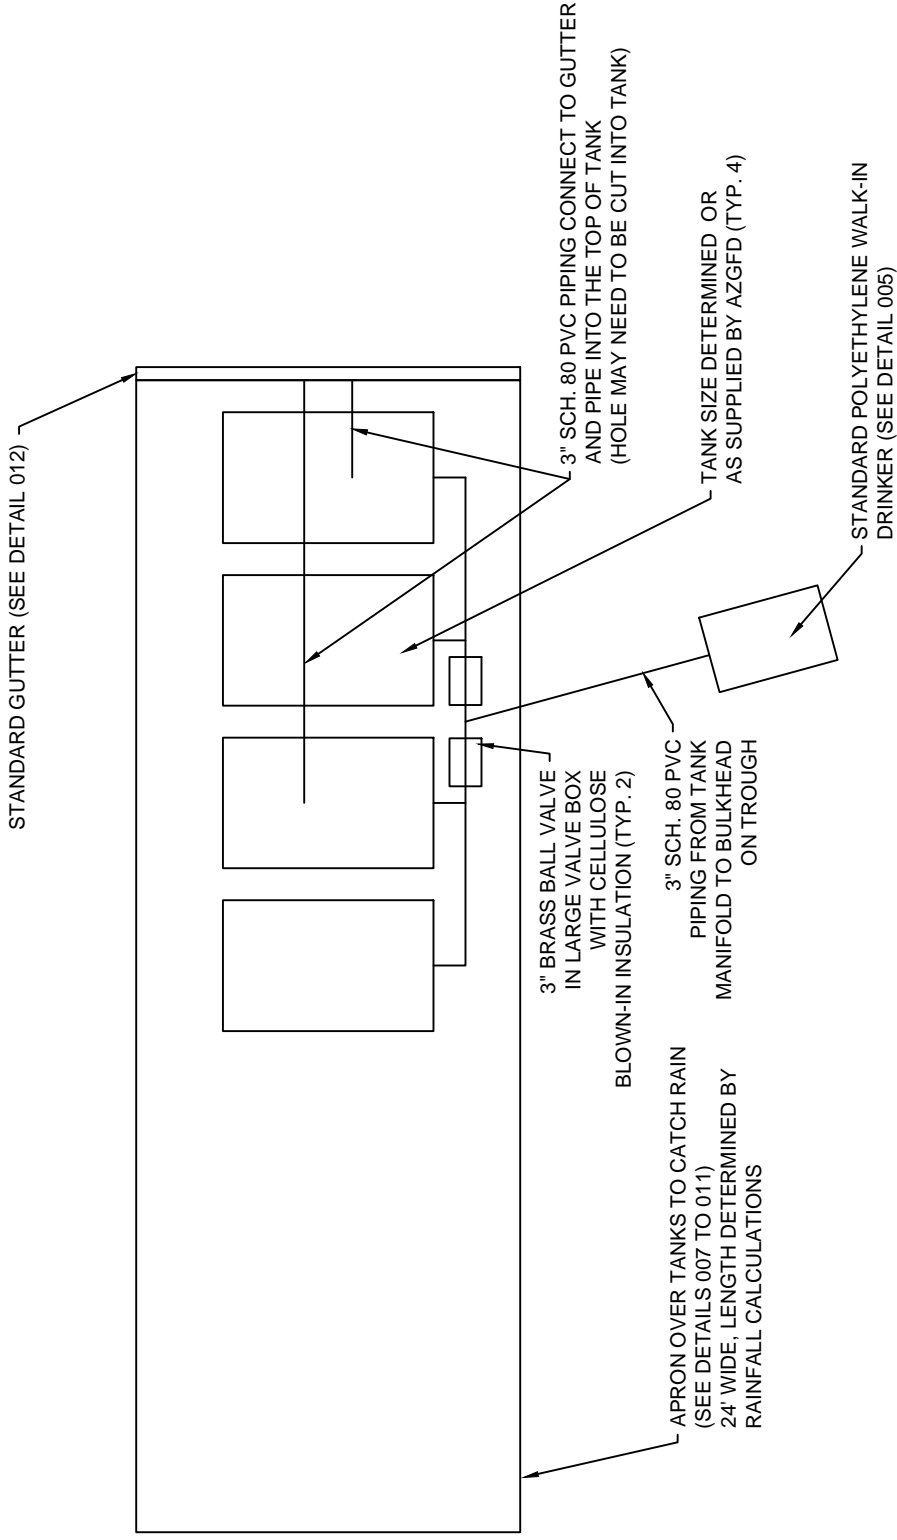 STANDARD GUTTER (SEE DETAIL 012)
3" SCH. 80 PVC PIPING CONNECT TO GUTTER
AND PIPE INTO THE TOP OF TANK
(HOLE MAY NEED TO BE CUT INTO TANK)
TANK SIZE DETERMINED OR
AS SUPPLIED BY AZGFD (TYP. 4)
STANDARD POLYETHYLENE WALK-IN
DRINKER (SEE DETAIL 005)
3" BRASS BALL VALVE
IN LARGE VALVE BOX
WITH CELLULOSE
BLOWN-IN INSULATION (TYP. 2)
3" SCH. 80 PVC
PIPING FROM TANK
MANIFOLD TO BULKHEAD
ON TROUGH
APRON OVER TANKS TO CATCH RAIN
(SEE DETAILS 007 TO 011)
24' WIDE, LENGTH DETERMINED BY
RAINFALL CALCULATIONS